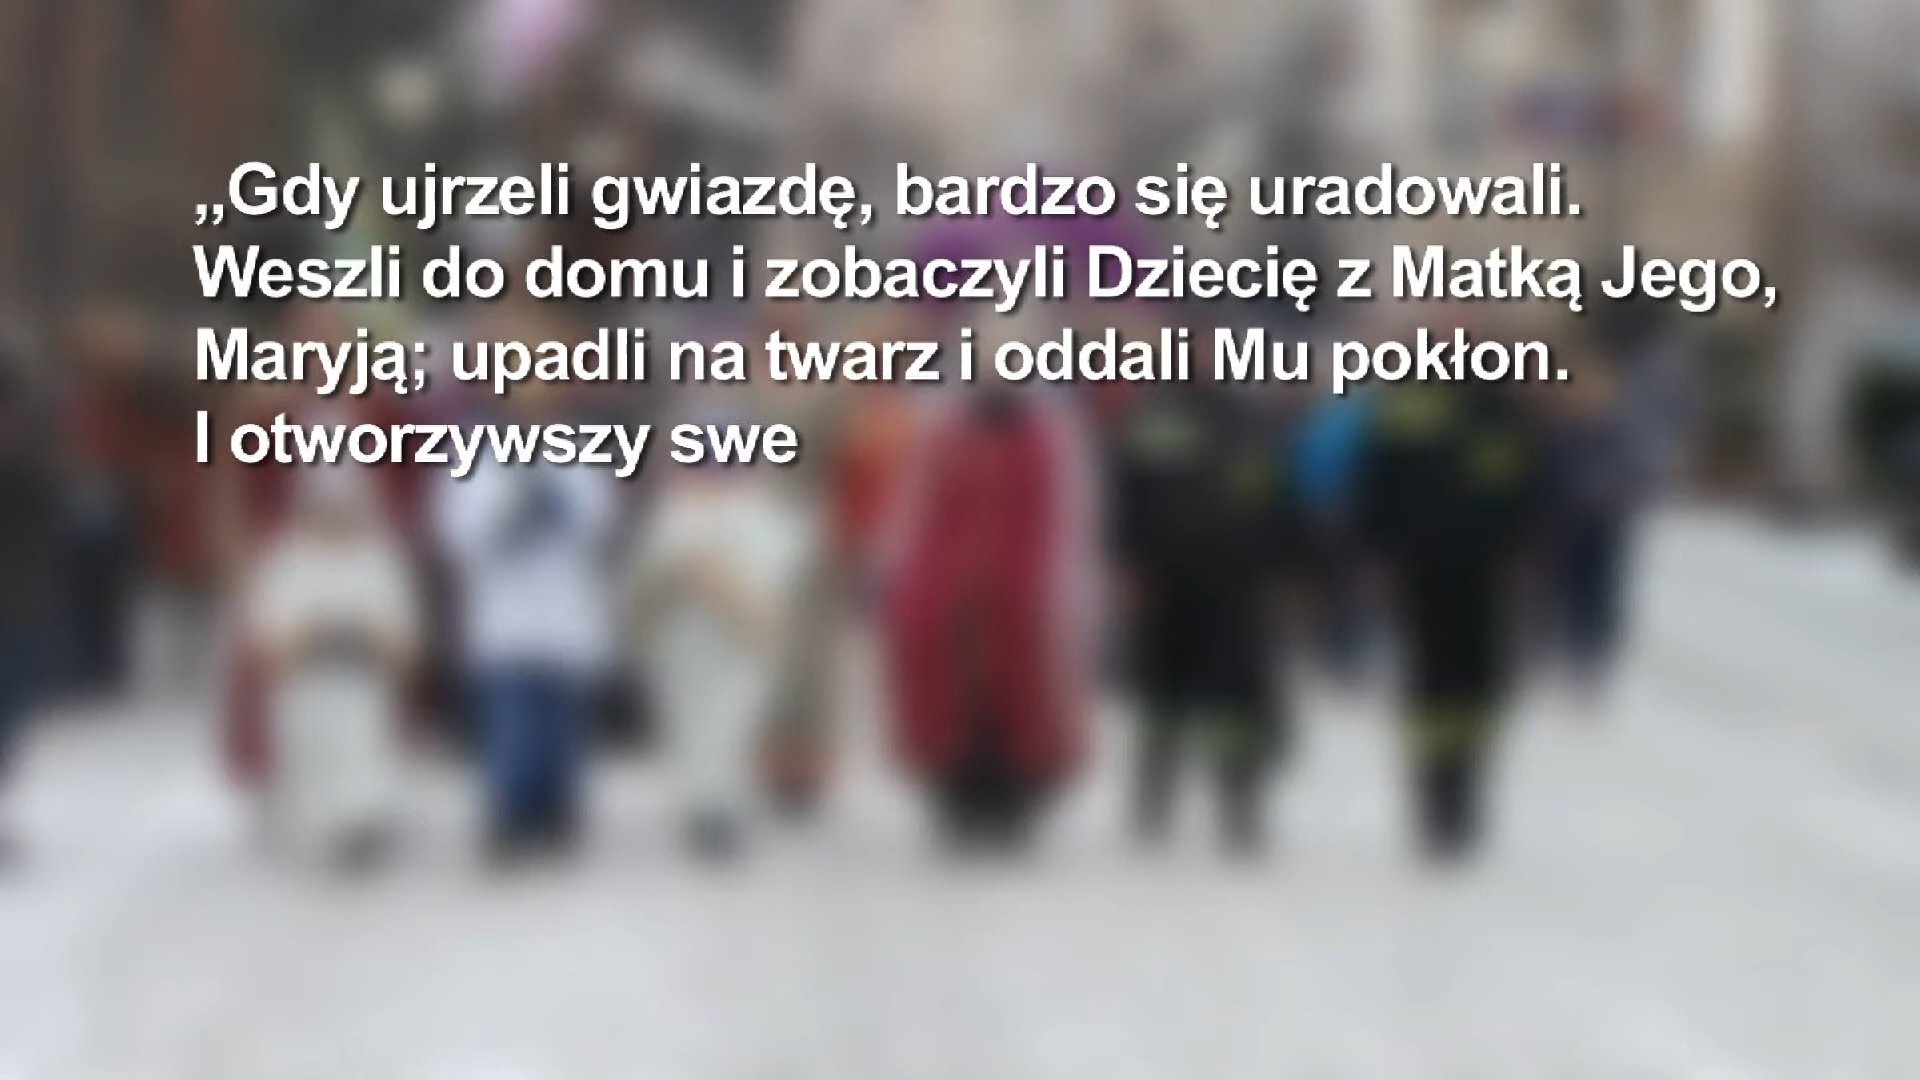 „Gdy ujrzeli gwiazdę, bardzo się uradowali.
Weszli do domu i zobaczyli Dziecię z Matką Jego,
Maryją; upadli na twarz i oddali Mu pokłon.
I otworzywszy swe